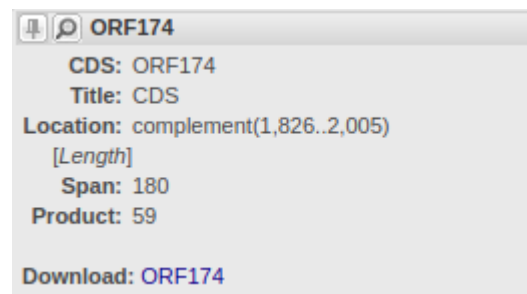 ORF174
CDS: ORF174
Title: CDS
Location: complement(1,826..2,005)
[Length]
Span: 180
Product: 59
Download: ORF174